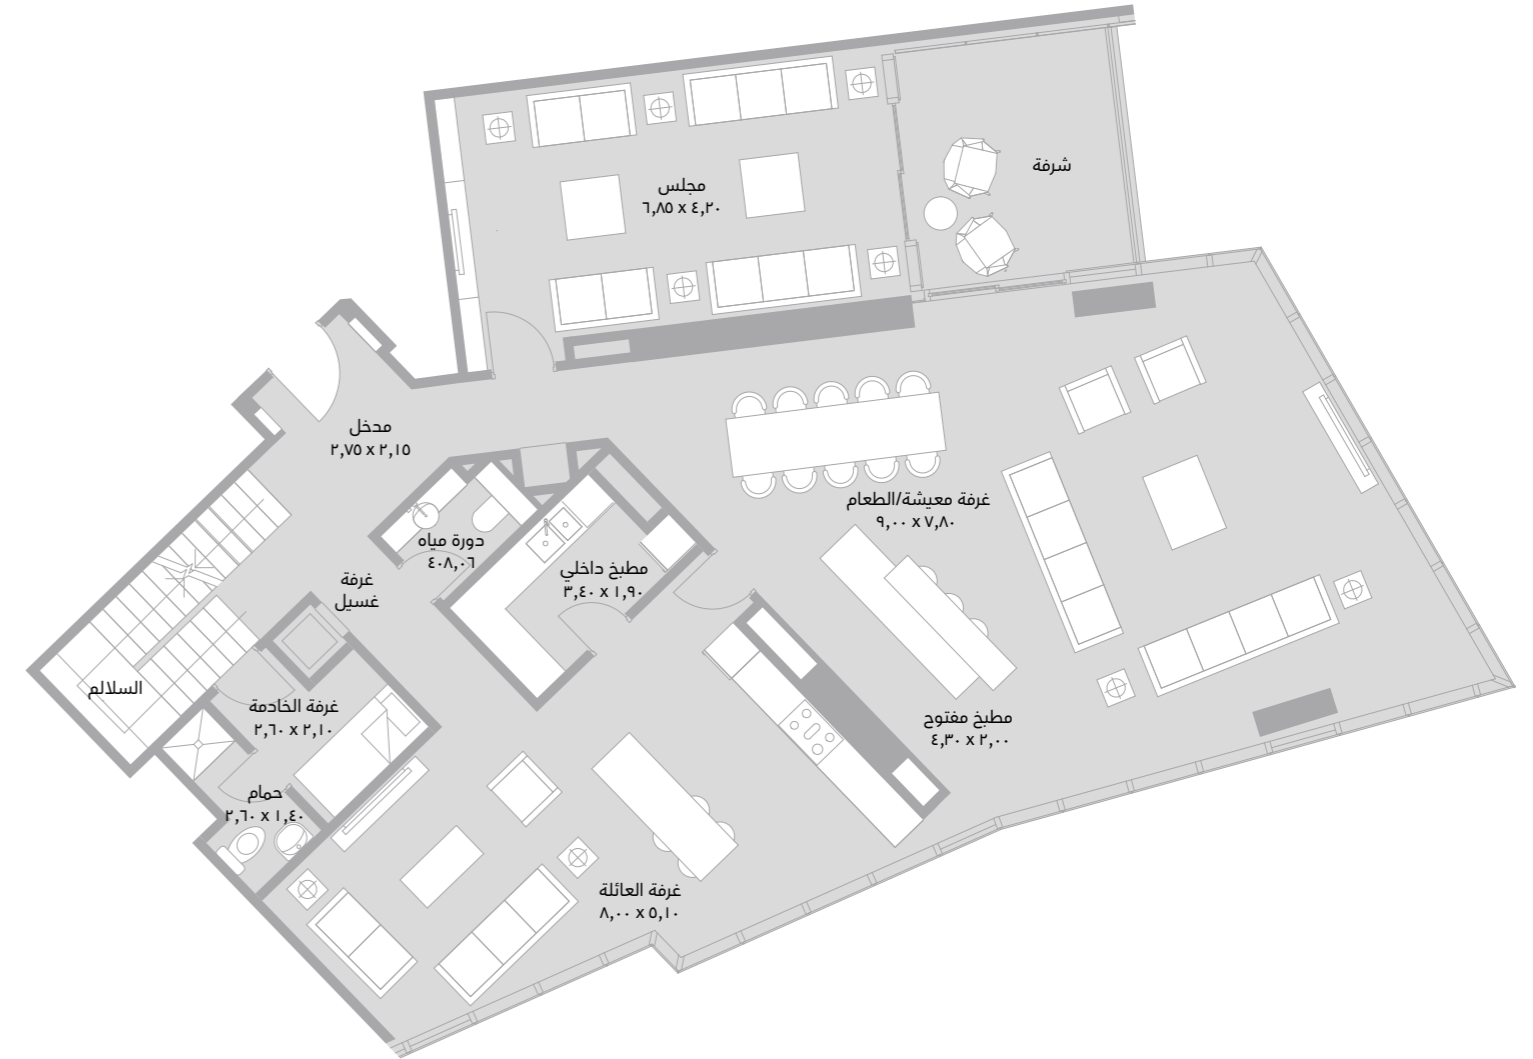 شرفة
مجلس
٦,٨٥ x ٤,٢٠
مدخل
٢,٧٥ x ٢,١٥
غرفة معيشة/الطعام
٩,٠٠ x ٧,٨٠
دورة مياه
٤٠٨,٠٦
مطبخ داخلي
٣,٤٠ x ١,٩٠
غرفة
غسيل
السلالم
غرفة الخادمة
٢,٦٠ x ٢,١٠
مطبخ مفتوح
٤,٣٠ x ٢,٠٠
حمام
٢,٦٠ x ١,٤٠
غرفة العائلة
٨,٠٠ x ٥,١٠